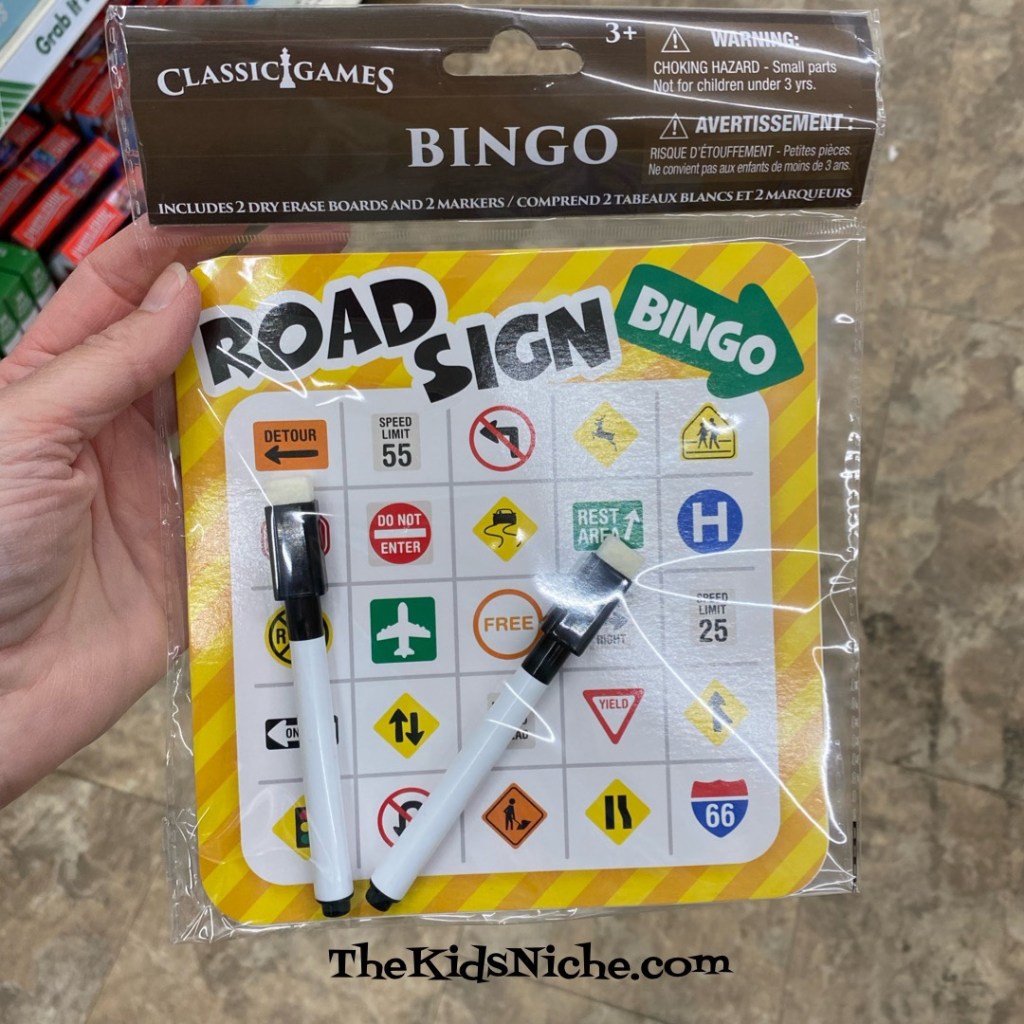 Grab It
CLASSIC GAMES
BINGO
3+
WARNING:
CHOKING HAZARD - Small parts
Not for children under 3 yrs.
AVERTISSEMENT :
RISQUE D'ÉTOUFFEMENT - Petites pièces.
Ne convient pas aux enfants de moins de 3 ans.
INCLUDES 2 DRY ERASE BOARDS AND 2 MARKERS / COMPREND 2 TABEAUX BLANCS ET 2 MARQUEURS
ROAD SIGN
BINGO
DETOUR
SPEED
LIMIT
55
DO NOT
ENTER
REST
AREA
H
R
FREE
RIGHT
SPEED
LIMIT
25
ON
YIELD
66
TheKidsNiche.com